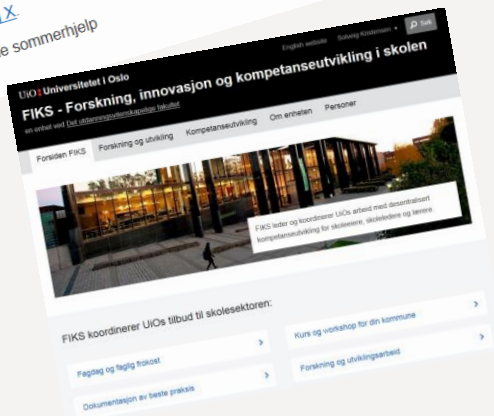 X.
e sommerhjelp
English website Solveig Kristensen Søk
UiO: Universitetet i Oslo
FIKS - Forskning, innovasjon og kompetanseutvikling i skolen
en enhet ved Det utdanningsvitenskapelige fakultet
Forsiden FIKS Forskning og utvikling Kompetanseutvikling Om enheten Personer
FIKS leder og koordinerer UiOs arbeid med desentralisert
kompetanseutvikling for skoleeiere, skoleledere og lærere.
FIKS koordinerer UiOs tilbud til skolesektoren:
Fagdag og faglig frokost
Kurs og workshop for din kommune
Dokumentasjon av beste praksis
Forskning og utviklingsarbeid